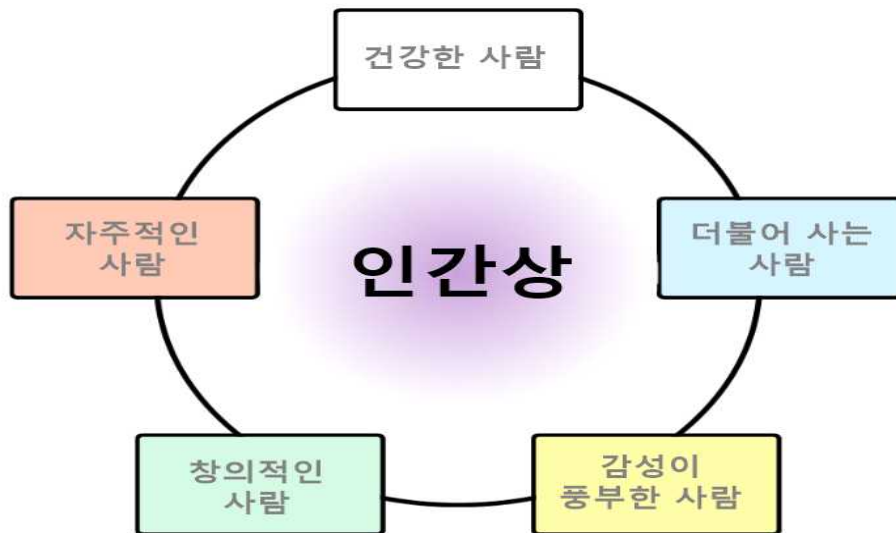 건강한 사람
자주적인
사람
더불어 사는
사람
인간상
창의적인
사람
감성이
풍부한 사람